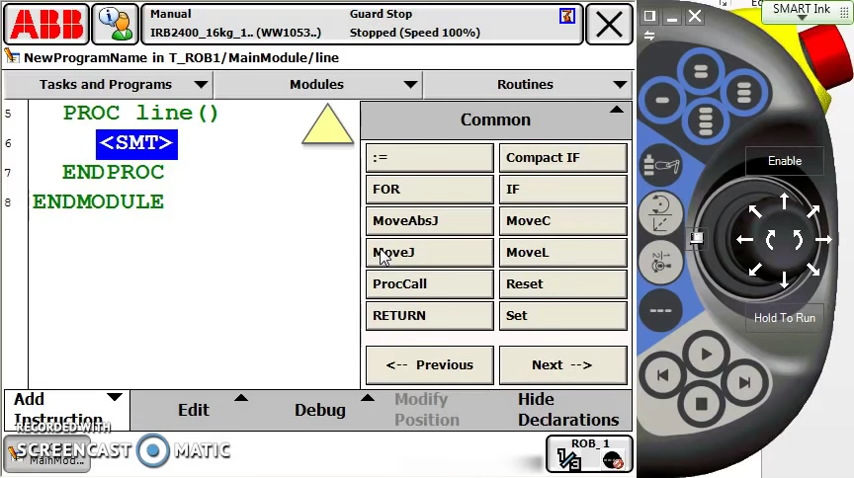 SMART Ink
ABB
Manual
IRB2400_16kg_1... (WW1053...
Guard Stop
Stopped (Speed 100%)
NewProgramName in T_ROB1/MainModule/line
Tasks and Programs
Modules
Routines
5 PROC line()
6 <SMT>
7 ENDPROC
8 ENDMODULE
Common
:=
Compact IF
FOR
IF
MoveAbsJ
MoveC
MoveJ
MoveL
ProcCall
Reset
RETURN
Set
<-- Previous
Next -->
Add
Instruction
Edit
Debug
Modify
Position
Hide
Declarations
RECORDED WITH
SCREENCAST MATIC
MainMod...
ROB_1
1/3
Enable
Hold To Run